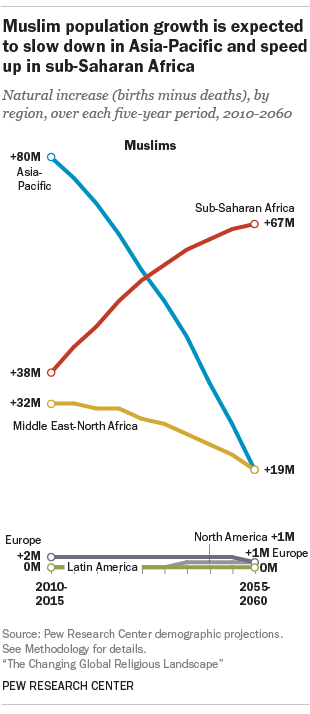 Muslim population growth is expected
to slow down in Asia-Pacific and speed
up in sub-Saharan Africa
Natural increase (births minus deaths), by
region, over each five-year period, 2010-2060
Muslims
+80M
Asia-
Pacific
Sub-Saharan Africa
+67M
+38M
+32M
Middle East-North Africa
+19M
North America +1M
Europe
+1M Europe
+2M
0M
Latin America
0M
2010-
2015
2055-
2060
Source: Pew Research Center demographic projections.
See Methodology for details.
“The Changing Global Religious Landscape”
PEW RESEARCH CENTER